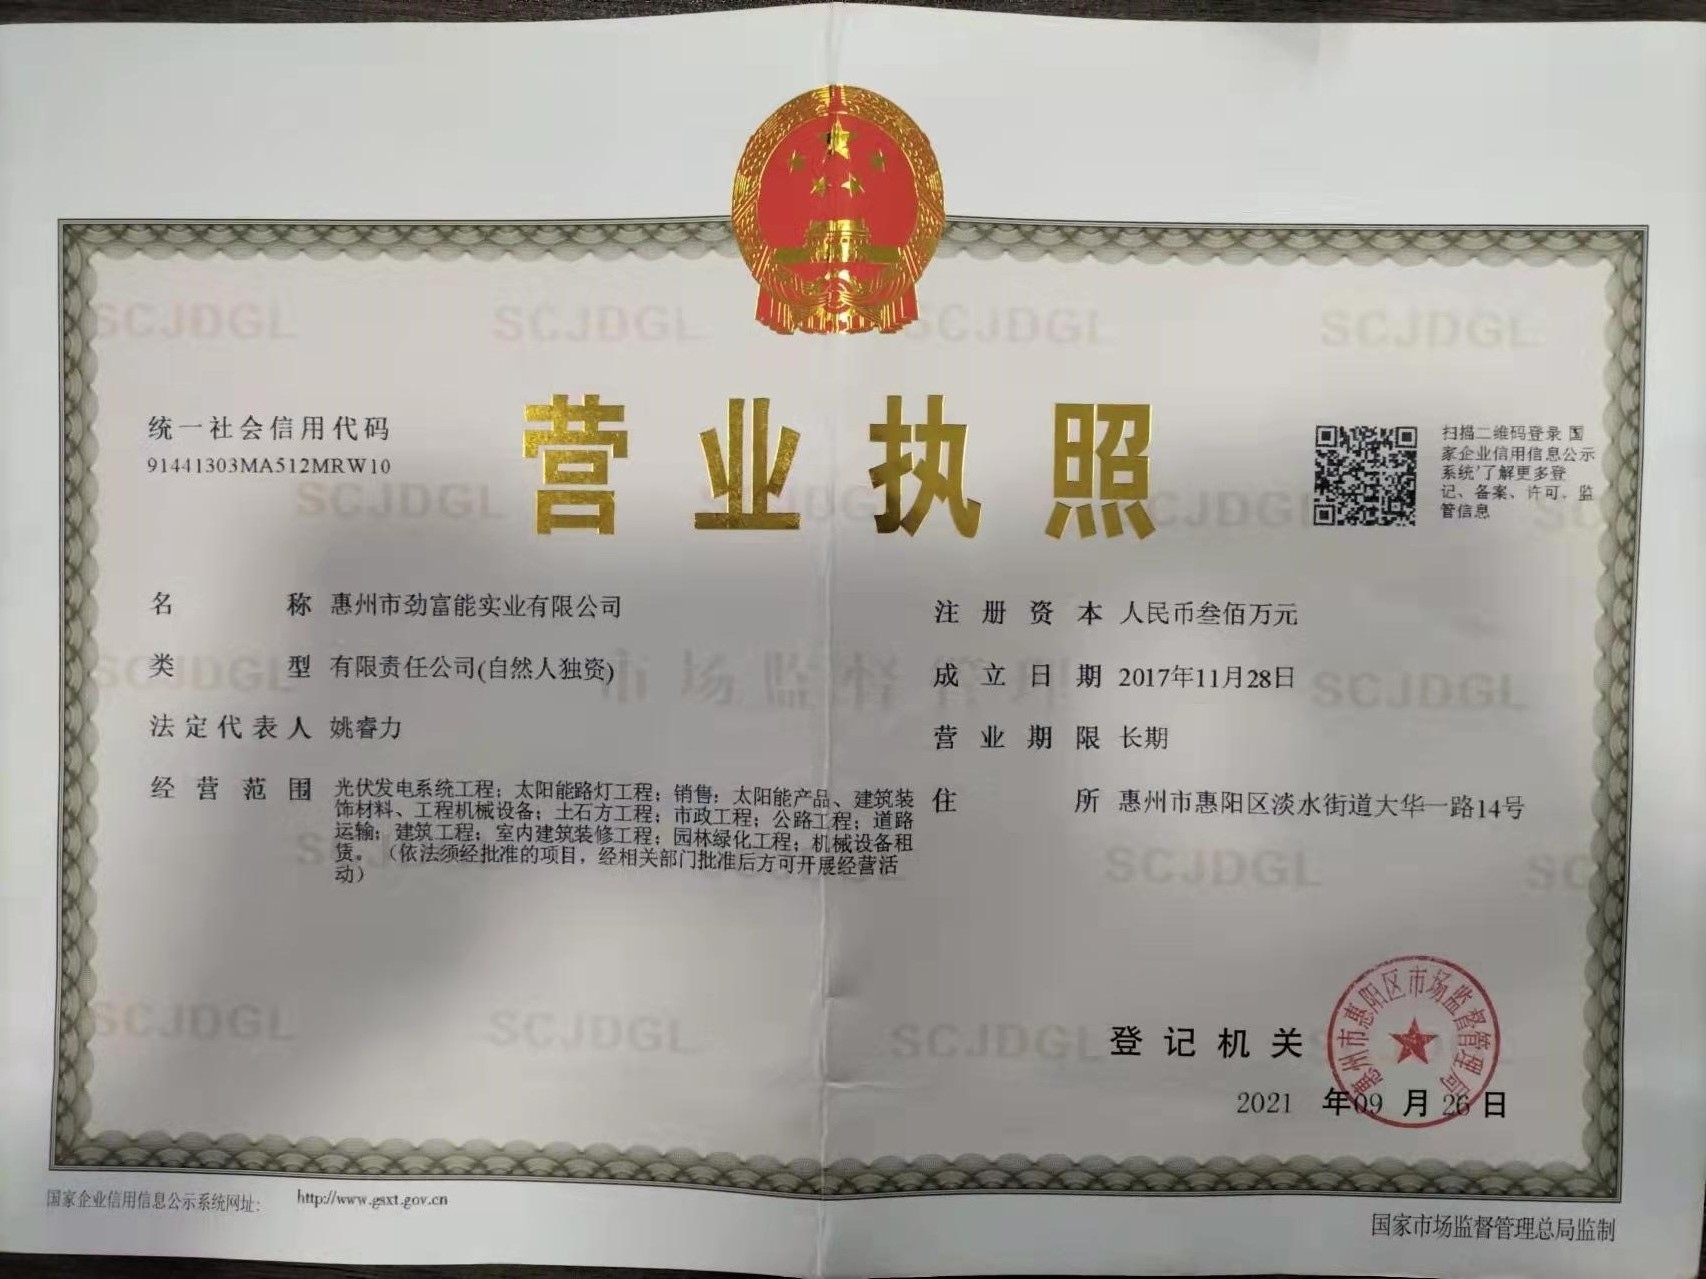 营业执照
统一社会信用代码
91441303MA512MRW10
扫描二维码登录国
家企业信用信息公示
系统'了解更多登
记、备案、许可、监
管信息
名称 惠州市劲富能实业有限公司
类型 有限责任公司(自然人独资)
法定代表人 姚睿力
经营范围 光伏发电系统工程；太阳能路灯工程；销售：太阳能产品、建筑装
饰材料、工程机械设备；土石方工程；市政工程；公路工程；道路
运输；建筑工程；室内建筑装修工程；园林绿化工程；机械设备租
赁。（依法须经批准的项目，经相关部门批准后方可开展经营活
动）
注册资本 人民币叁佰万元
成立日期 2017年11月28日
营业期限 长期
住所 惠州市惠阳区淡水街道大华一路14号
SCJDGL
市场监督管理
登记机关
惠州市惠阳区市场监督管理局
2021 年09 月 26 日
国家企业信用信息公示系统网址： http://www.gsxt.gov.cn
国家市场监督管理总局监制